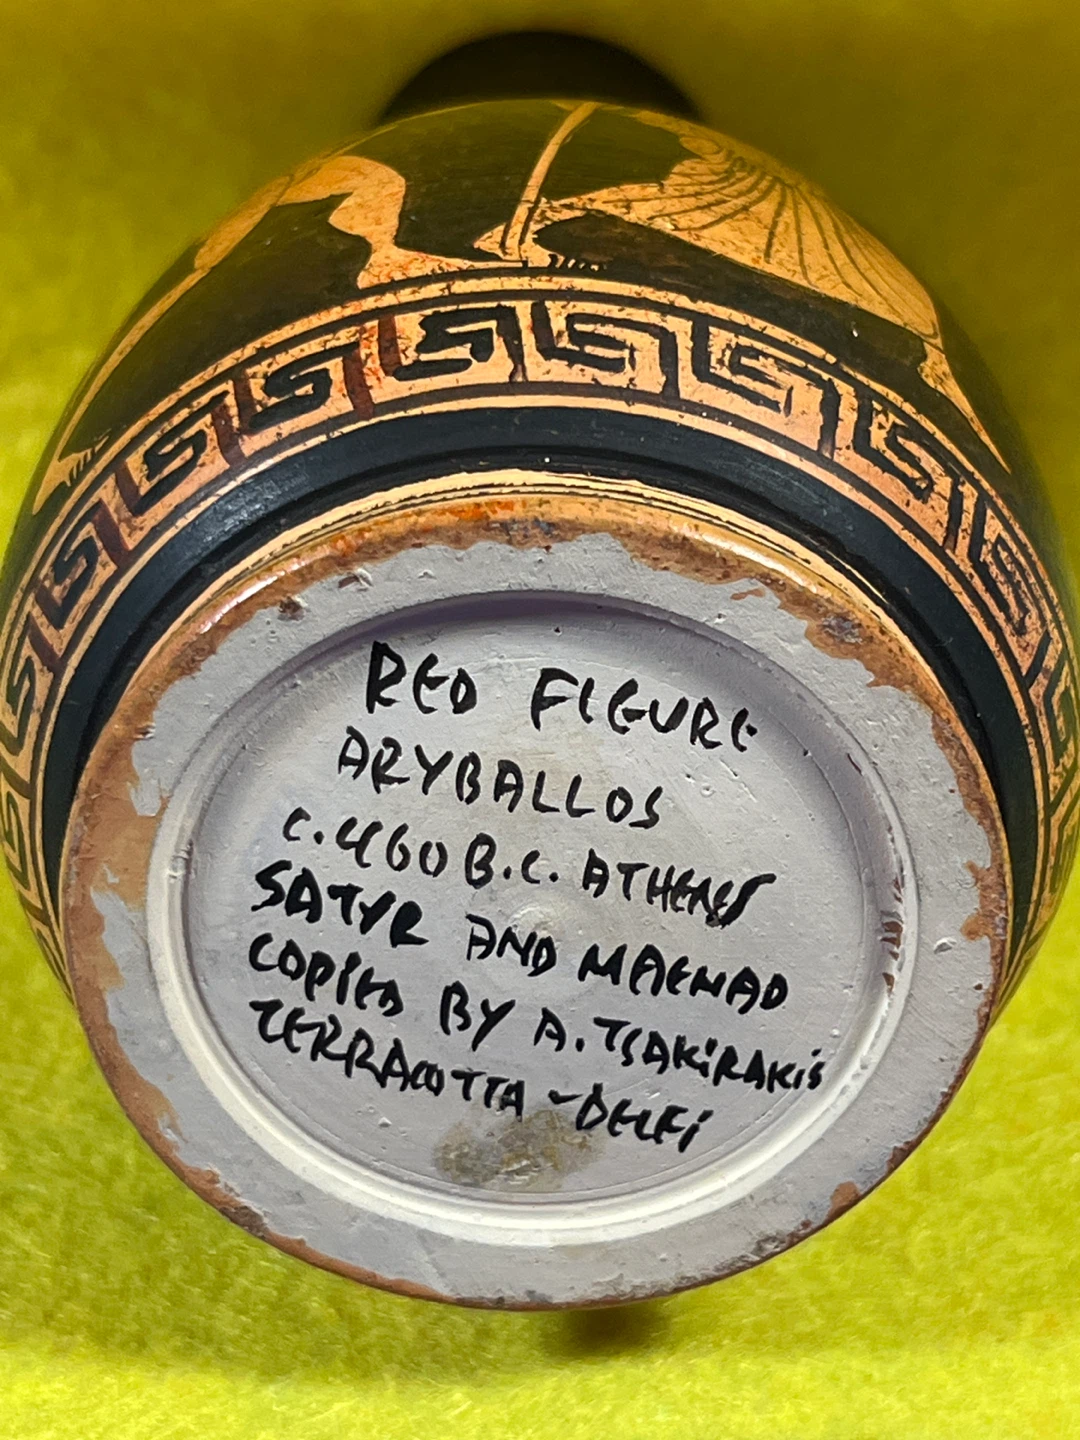 RED FIGURE
ARYBALLOS
c.460 B.C. ATHENS
SATYR AND MAENAD
COPIED BY A. TSAKiRAKiS
TERRACOTTA - DELFi